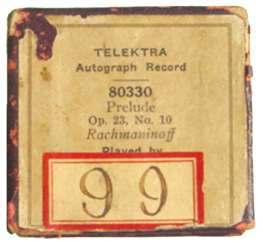 TELEKTRA
Autograph Record
80330
Prelude
Op. 23, No. 10
Rachmaninoff
Played by
99